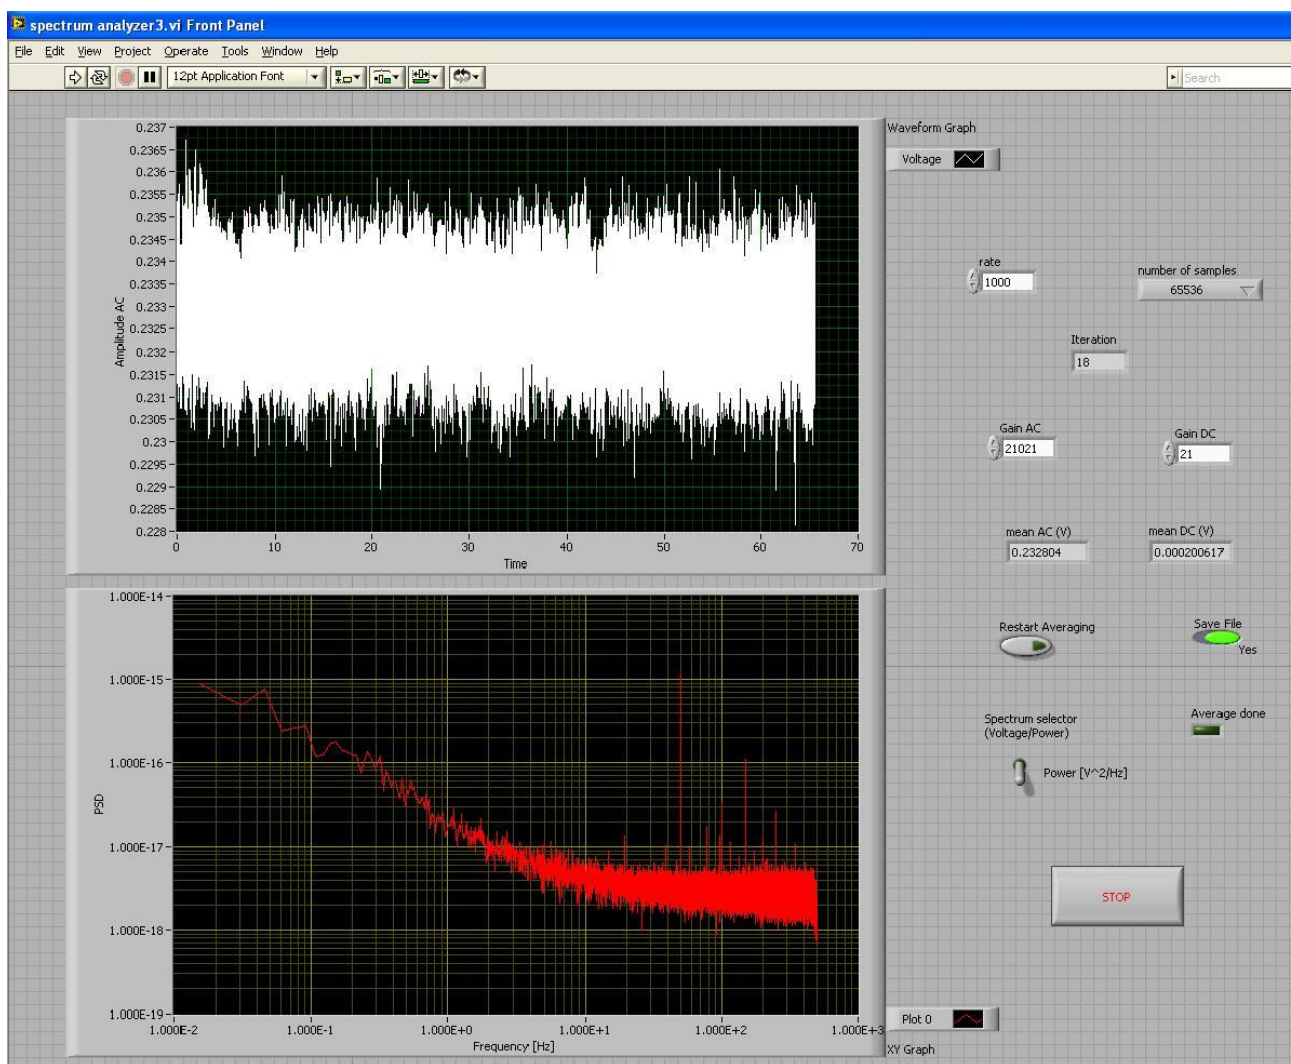 spectrum analyzer3.vi Front Panel
File Edit View Project Operate Tools Window Help
12pt Application Font
Search
Waveform Graph
Voltage
0.237
0.2365
0.236
0.2355
0.235
0.2345
0.234
0.2335
0.233
0.2325
0.232
0.2315
0.231
0.2305
0.23
0.2295
0.229
0.2285
0.228
Amplitude AC
0 10 20 30 40 50 60 70
Time
rate
1000
number of samples
65536
Iteration
18
Gain AC
21021
Gain DC
21
mean AC (V)
0.232804
mean DC (V)
0.000200617
Restart Averaging
Save File
Yes
Spectrum selector
(Voltage/Power)
Average done
Power [V^2/Hz]
STOP
1.000E-14
1.000E-15
1.000E-16
1.000E-17
1.000E-18
1.000E-19
PSD
1.000E-2 1.000E-1 1.000E+0 1.000E+1 1.000E+2 1.000E+3
Frequency [Hz]
Plot 0
XY Graph